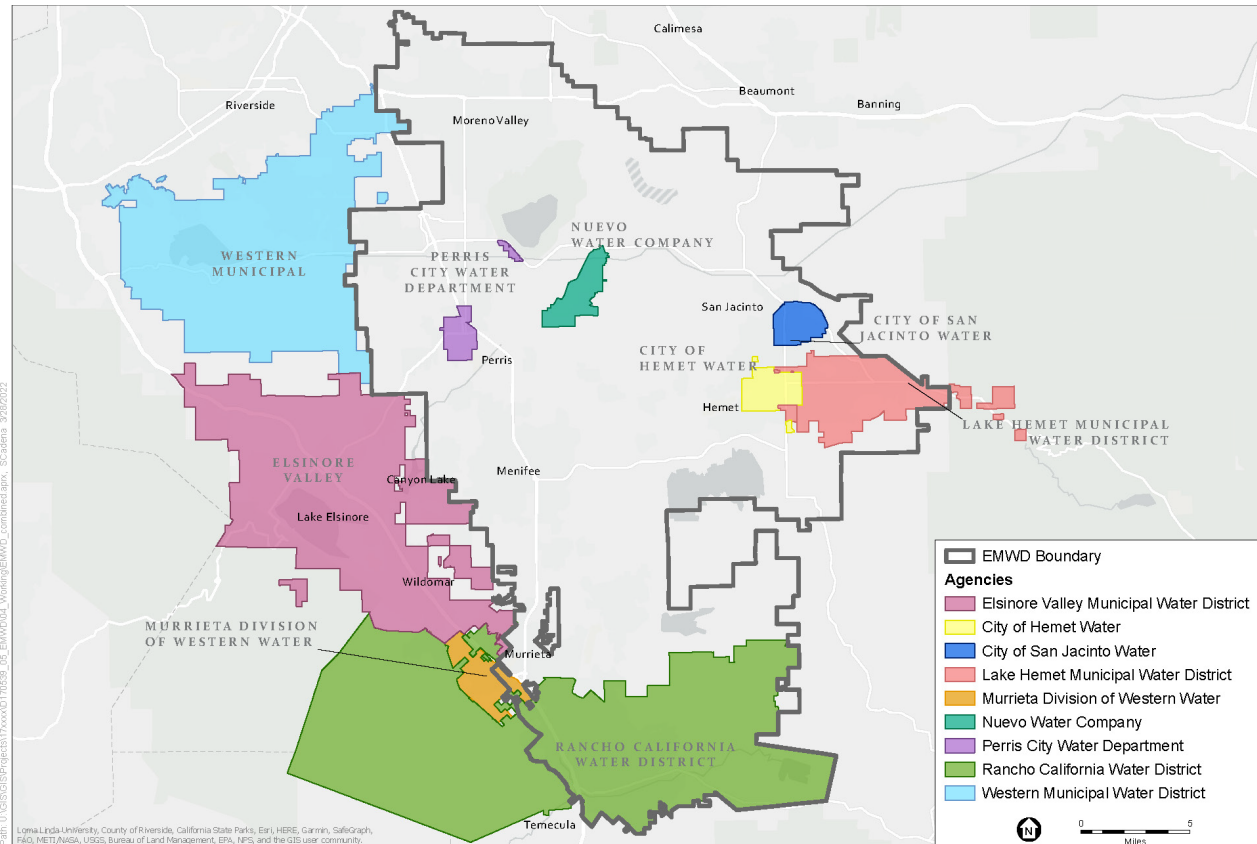 Calimesa
Beaumont
Banning
Riverside
Moreno Valley
NUEVO
WATER COMPANY
WESTERN
MUNICIPAL
PERRIS
CITY WATER
DEPARTMENT
San Jacinto
CITY OF SAN
JACINTO WATER
CITY OF
HEMET WATER
Perris
Hemet
LAKE HEMET MUNICIPAL
WATER DISTRICT
ELSINORE
VALLEY
Canyon Lake
Menifee
Lake Elsinore
Wildomar
MURRIETA DIVISION
OF WESTERN WATER
Murrieta
RANCHO CALIFORNIA
WATER DISTRICT
Temecula
EMWD Boundary
Agencies
Elsinore Valley Municipal Water District
City of Hemet Water
City of San Jacinto Water
Lake Hemet Municipal Water District
Murrieta Division of Western Water
Nuevo Water Company
Perris City Water Department
Rancho California Water District
Western Municipal Water District
N
0 5
Miles
Loma Linda University, County of Riverside, California State Parks, Esri, HERE, Garmin, SafeGraph,
FAO, METI/NASA, USGS, Bureau of Land Management, EPA, NPS, and the GIS user community.